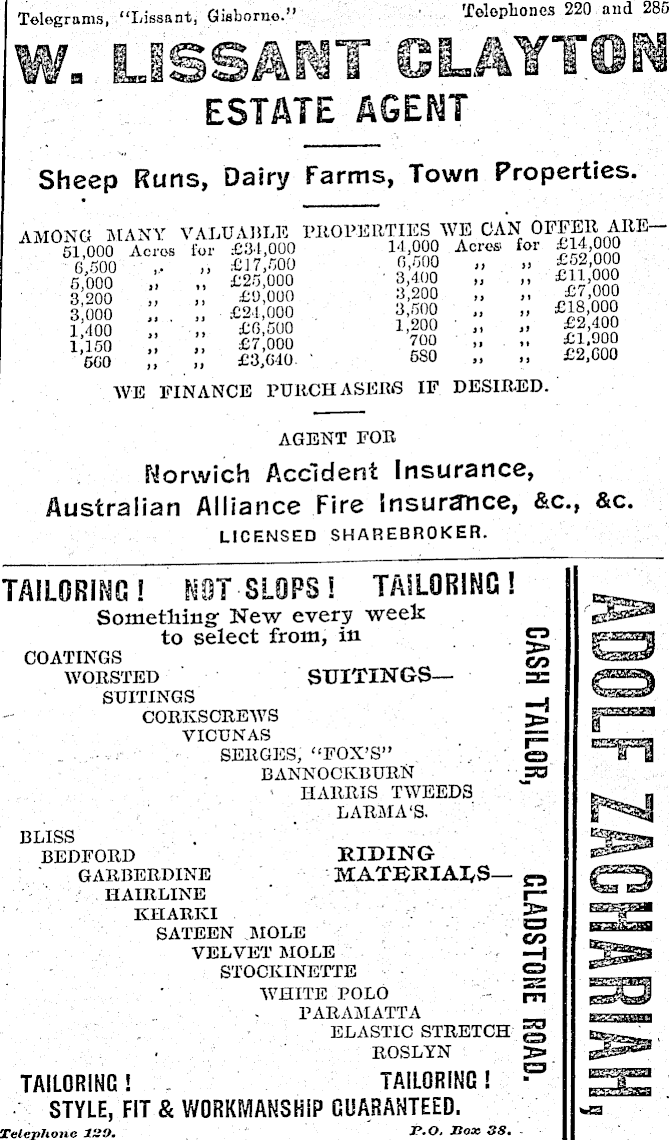 Telegrams, "Lissant, Gisborne." Telephones 220 and 285
W. LISSANT CLAYTON
ESTATE AGENT
Sheep Runs, Dairy Farms, Town Properties.
AMONG MANY VALUABLE PROPERTIES WE CAN OFFER ARE—
51,000 Acres for £34,000 14,000 Acres for £14,000
6,500 ,, ,, £17,500 6,500 ,, ,, £52,000
5,000 ,, ,, £25,000 3,400 ,, ,, £11,000
3,200 ,, ,, £9,000 3,200 ,, ,, £7,000
3,000 ,, ,, £24,000 3,500 ,, ,, £18,000
1,400 ,, ,, £6,500 1,200 ,, ,, £2,400
1,150 ,, ,, £7,000 700 ,, ,, £1,900
560 ,, ,, £3,640. 580 ,, ,, £2,600
WE FINANCE PURCHASERS IF DESIRED.
AGENT FOR
Norwich Accident Insurance,
Australian Alliance Fire Insurance, &c., &c.
LICENSED SHAREBROKER.
TAILORING! NOT SLOPS! TAILORING!
Something New every week
to select from, in
COATINGS
WORSTED SUITINGS—
SUITINGS
CORKSCREWS
VICUNAS
SERGES, "FOX'S"
BANNOCKBURN
HARRIS TWEEDS
LARMA'S.
BLISS
BEDFORD RIDING
GARBERDINE MATERIALS—
HAIRLINE
KHARKI
SATEEN MOLE
VELVET MOLE
STOCKINETTE
WHITE POLO
PARAMATTA
ELASTIC STRETCH
ROSLYN
TAILORING! TAILORING!
STYLE, FIT & WORKMANSHIP GUARANTEED.
Telephone 129. P.O. Box 38.
CASH TAILOR, GLADSTONE ROAD.
ADOLF ZACHARIAH,